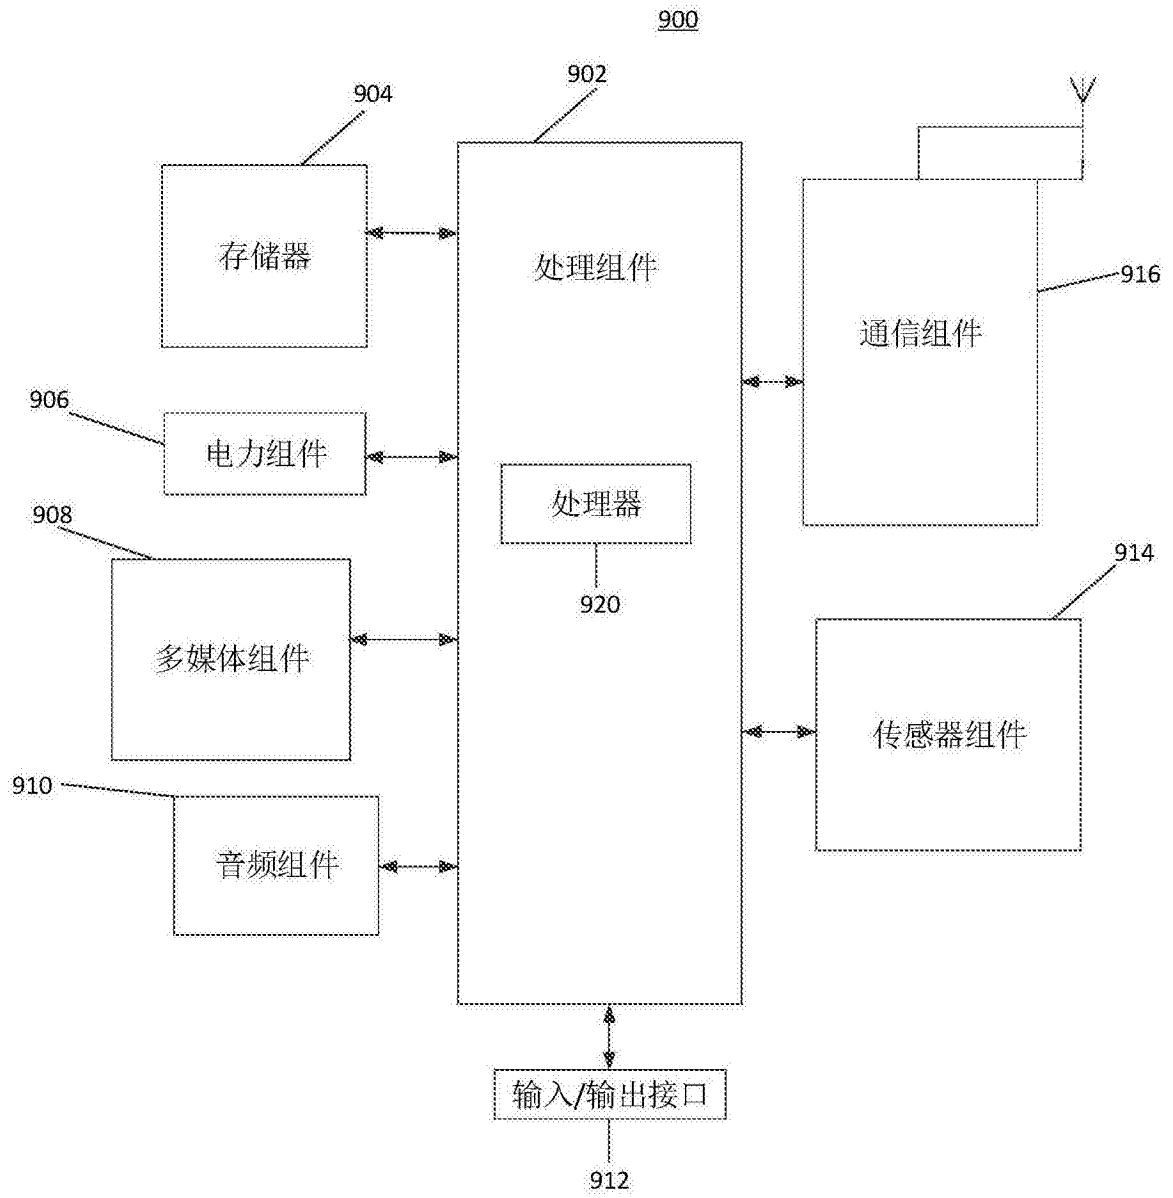 900
902
904
存储器
处理组件
916
通信组件
906
电力组件
处理器
920
908
多媒体组件
914
传感器组件
910
音频组件
输入/输出接口
912